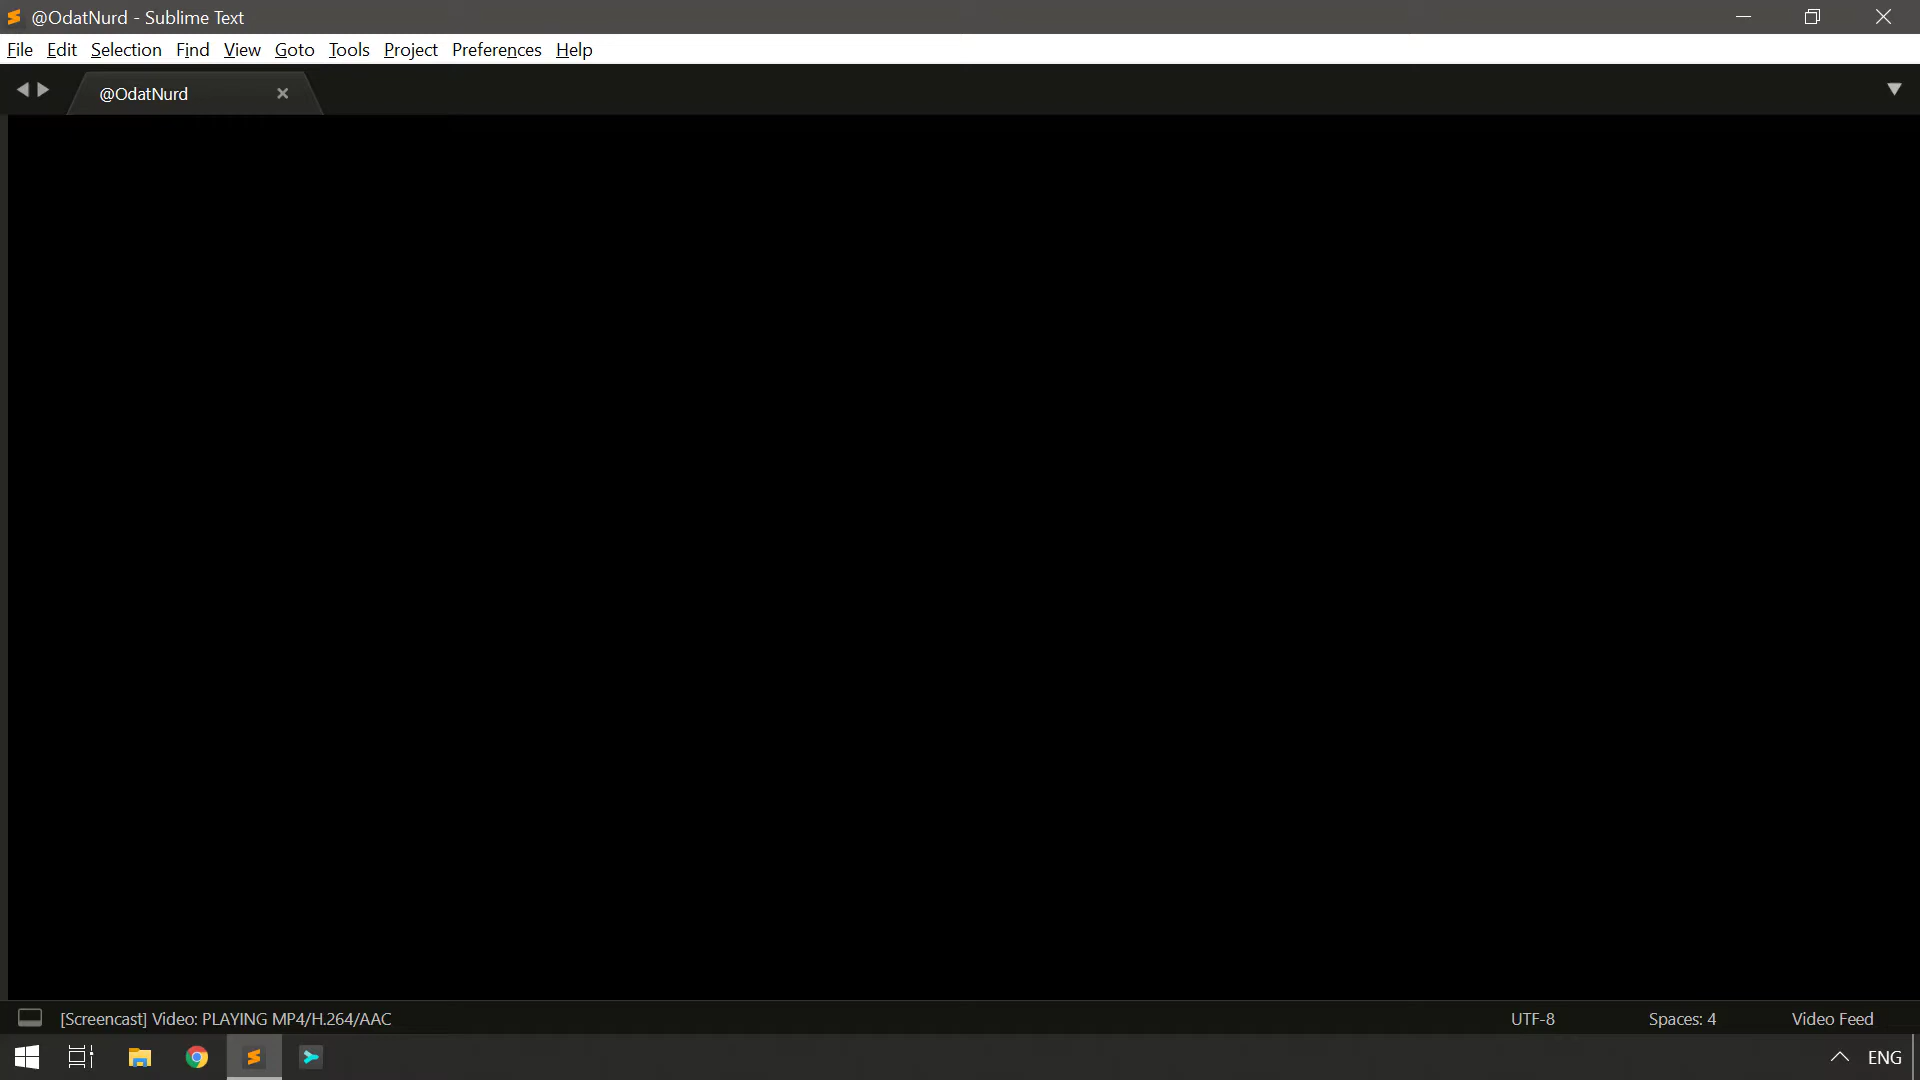 @OdatNurd - Sublime Text
File Edit Selection Find View Goto Tools Project Preferences Help
@OdatNurd
[Screencast] Video: PLAYING MP4/H.264/AAC UTF-8 Spaces: 4 Video Feed
ENG